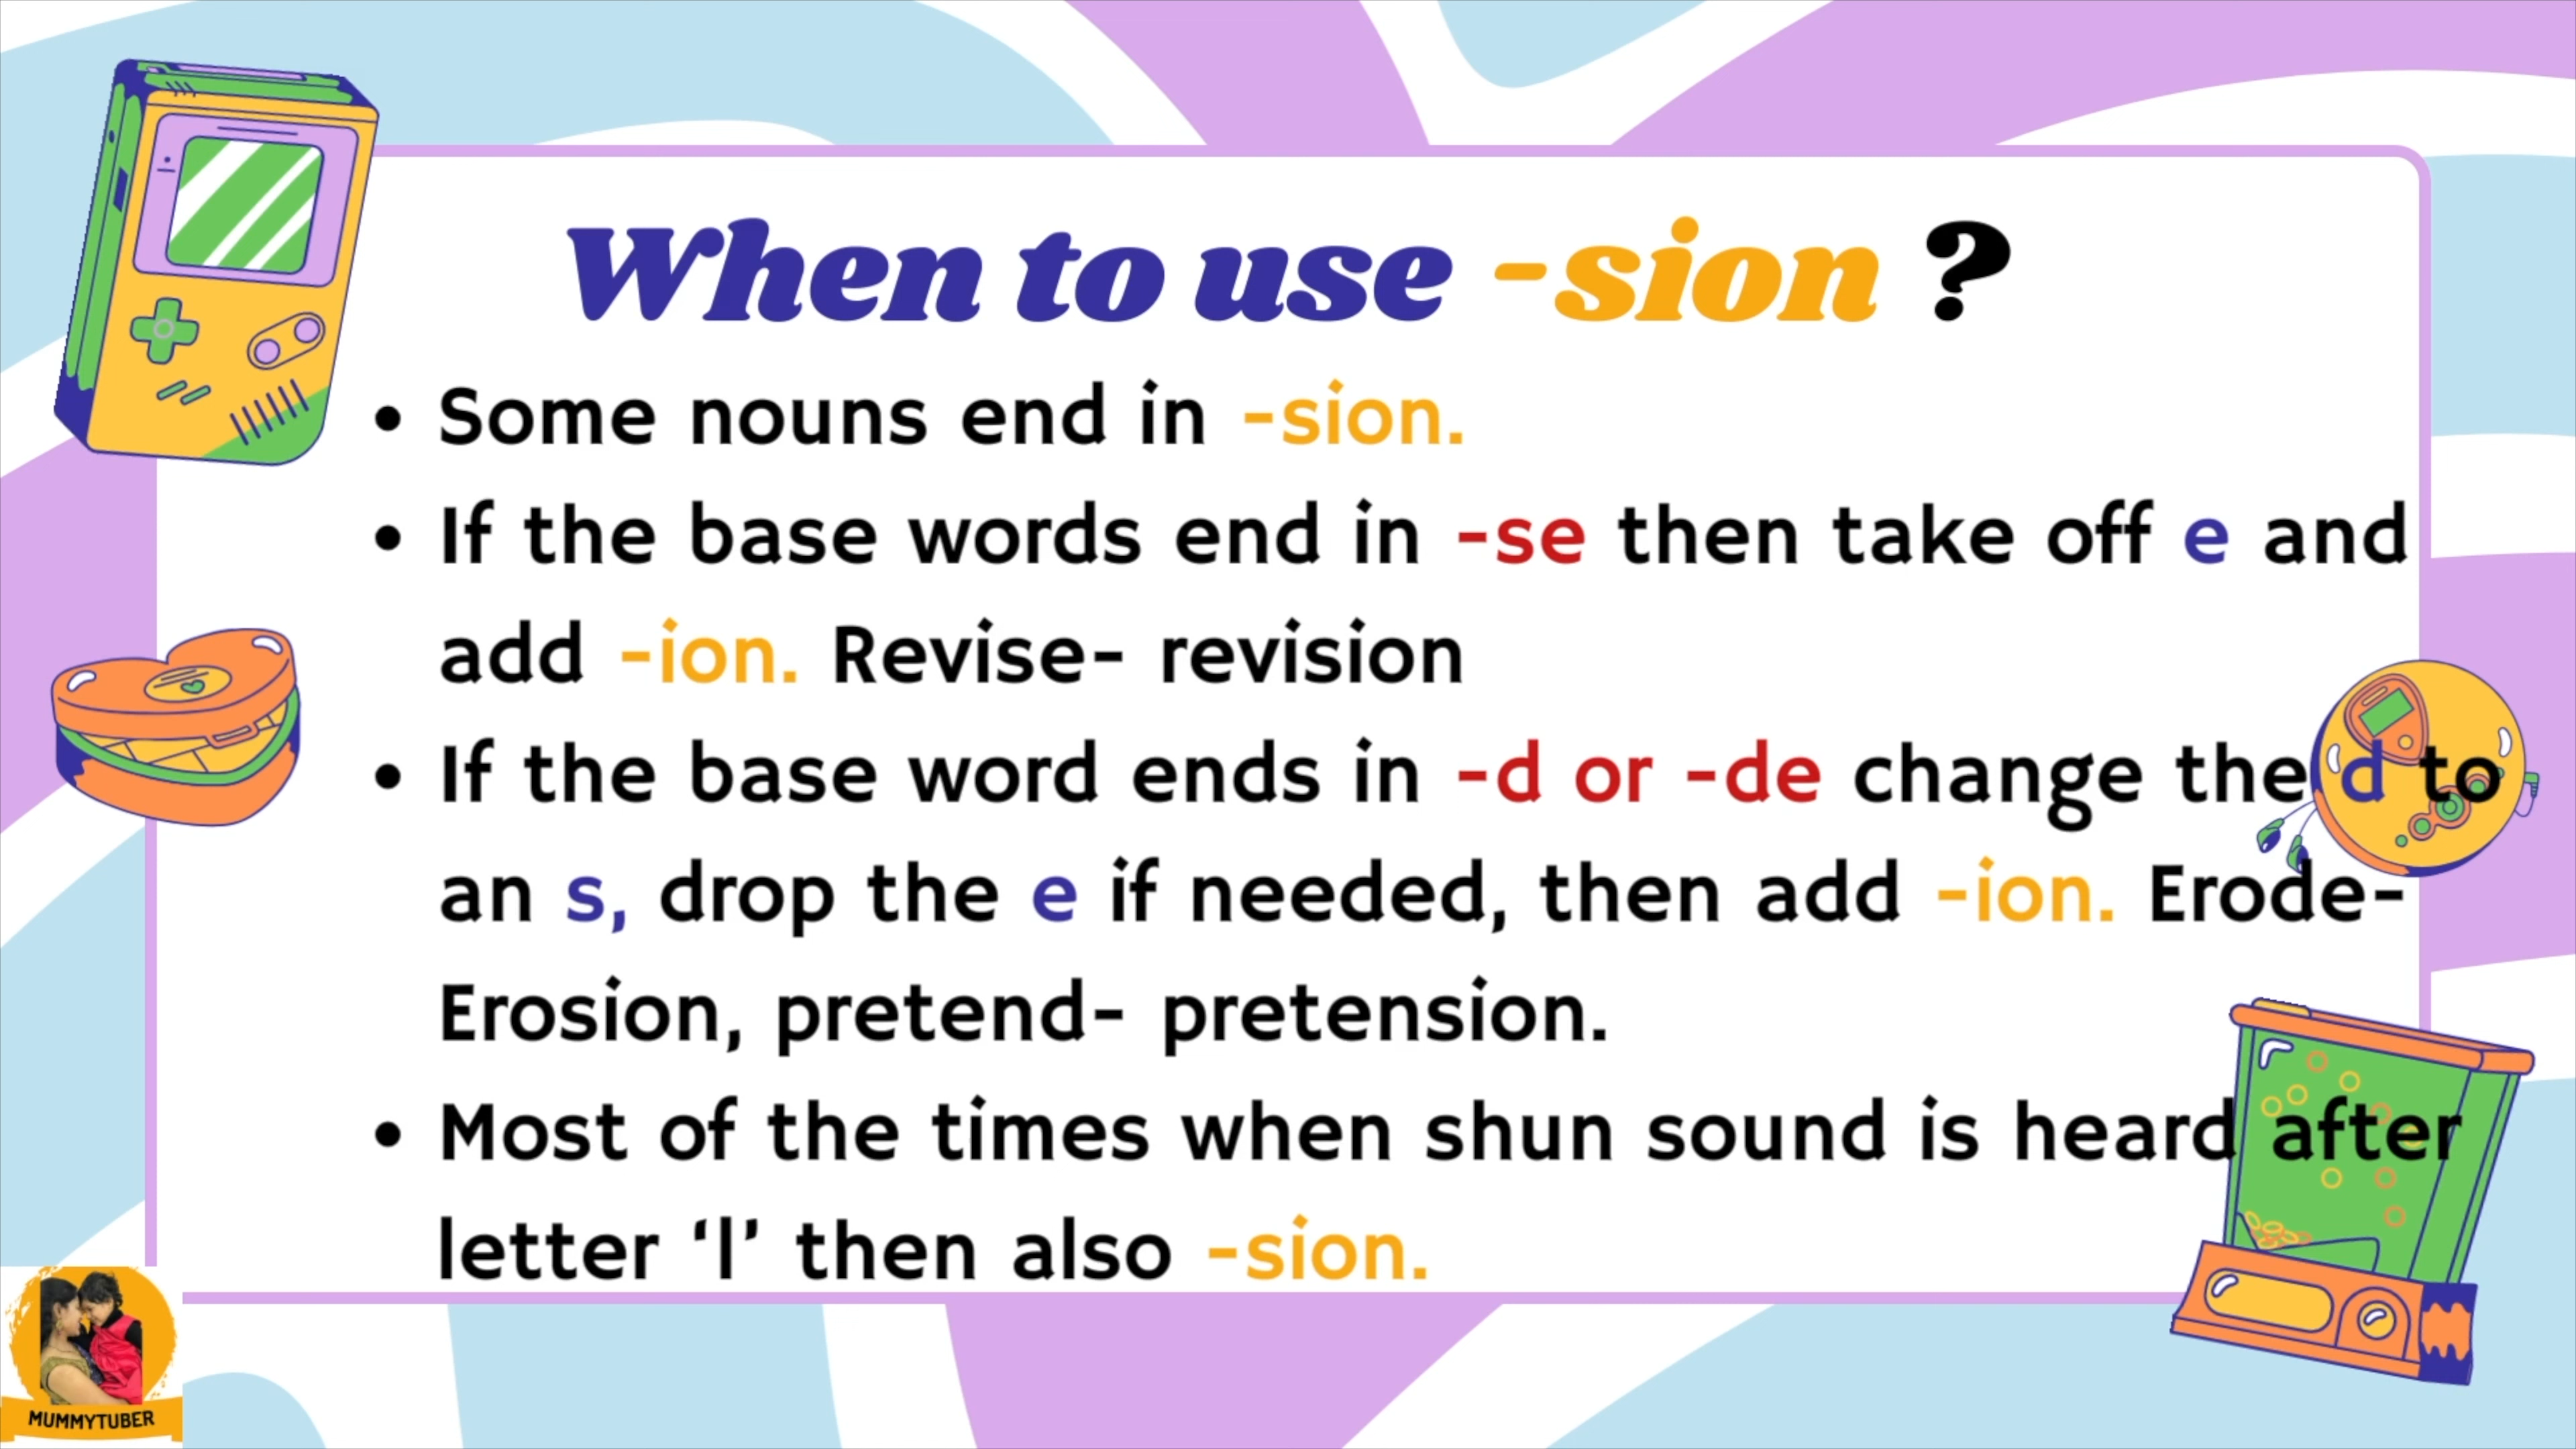 When to use -sion ?
• Some nouns end in -sion.
• If the base words end in -se then take off e and
add -ion. Revise- revision
• If the base word ends in -d or -de change the d to
an s, drop the e if needed, then add -ion. Erode-
Erosion, pretend- pretension.
• Most of the times when shun sound is heard after
letter ‘l’ then also -sion.
MUMMYTUBER